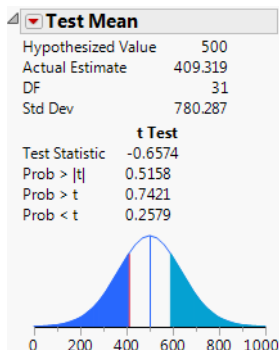 Test Mean
Hypothesized Value 500
Actual Estimate 409.319
DF 31
Std Dev 780.287
t Test
Test Statistic -0.6574
Prob > |t| 0.5158
Prob > t 0.7421
Prob < t 0.2579
0 200 400 600 800 1000